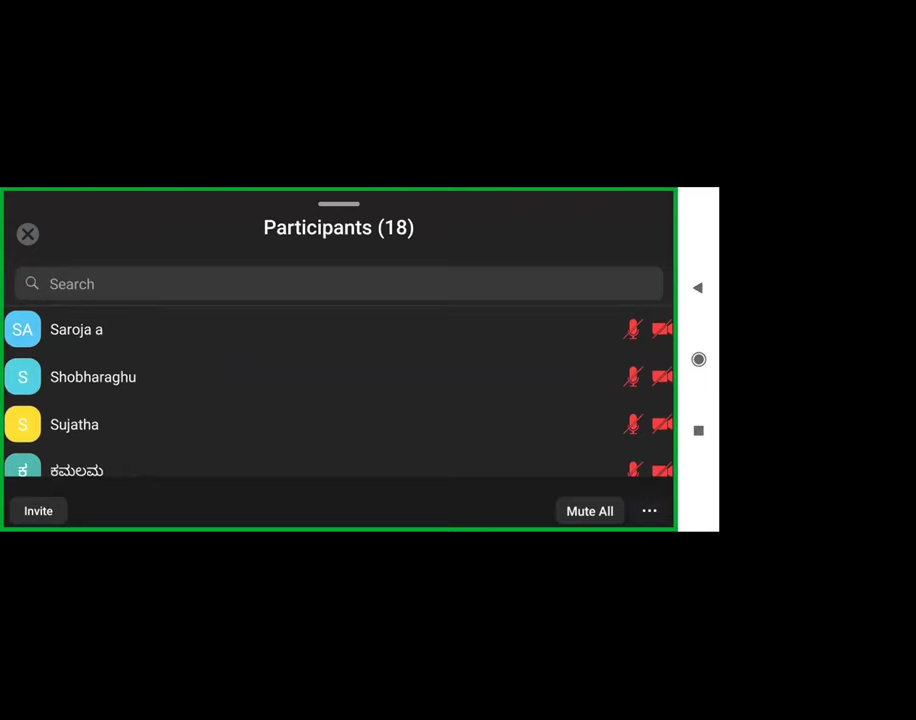 Participants (18)
Search
SA Saroja a
S Shobharaghu
S Sujatha
ಕ ಕಮಲಮ
Invite Mute All